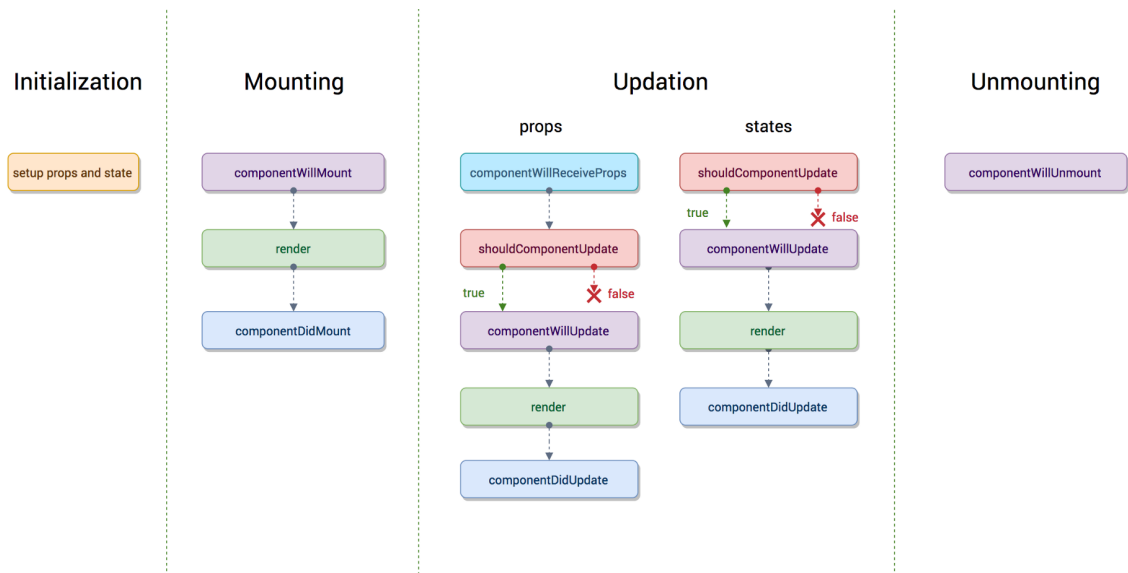 Initialization
setup props and state
Mounting
componentWillMount
render
componentDidMount
Updation
props
componentWillReceiveProps
shouldComponentUpdate
true
false
componentWillUpdate
render
componentDidUpdate
states
shouldComponentUpdate
true
false
componentWillUpdate
render
componentDidUpdate
Unmounting
componentWillUnmount